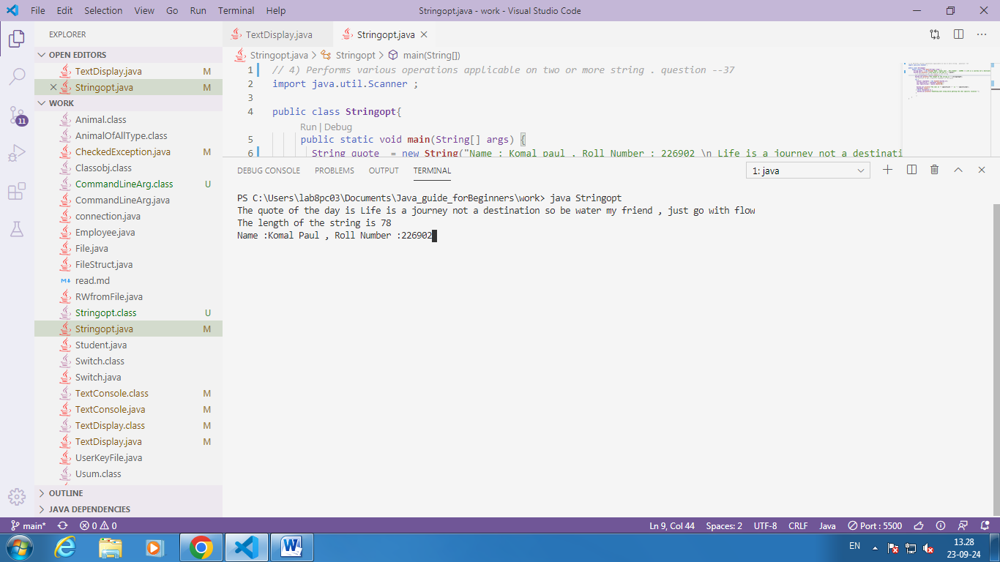 File Edit Selection View Go Run Terminal Help Stringopt.java - work - Visual Studio Code
EXPLORER
OPEN EDITORS
TextDisplay.java M
Stringopt.java M
WORK
Animal.class
AnimalOfAllType.class
CheckedException.java M
Classobj.class
CommandLineArg.class U
CommandLineArg.java
connection.java
Employee.java
File.java
FileStruct.java
read.md
RWfromFile.java
Stringopt.class U
Stringopt.java M
Student.java
Switch.class
Switch.java
TextConsole.class M
TextConsole.java M
TextDisplay.class M
TextDisplay.java M
UserKeyFile.java
Usum.class
OUTLINE
JAVA DEPENDENCIES
11
TextDisplay.java Stringopt.java
Stringopt.java > Stringopt > main(String[])
1 // 4) Performs various operations applicable on two or more string . question --37
2 import java.util.Scanner ;
3
4 public class Stringopt{
Run | Debug
5 public static void main(String[] args) {
6 String quote = new String("Name : Komal paul , Roll Number : 226902 \n Life is a journey not a destinati
DEBUG CONSOLE PROBLEMS OUTPUT TERMINAL 1: java
PS C:\Users\lab8pc03\Documents\Java_guide_forBeginners\work> java Stringopt
The quote of the day is Life is a journey not a destination so be water my friend , just go with flow
The length of the string is 78
Name :Komal Paul , Roll Number :226902
main* 0 0 Ln 9, Col 44 Spaces: 2 UTF-8 CRLF Java Port : 5500
EN 13.28
23-09-24